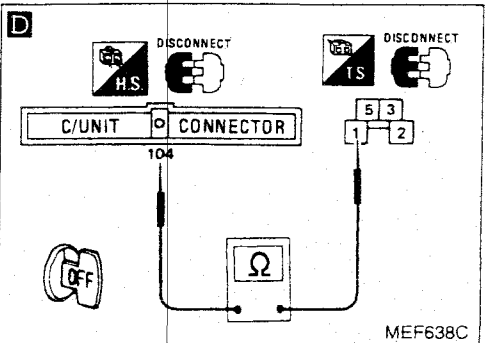 D
DISCONNECT
H.S.
DISCONNECT
T.S.
C/UNIT CONNECTOR
104
5 3
1 2
OFF
Ω
MEF638C